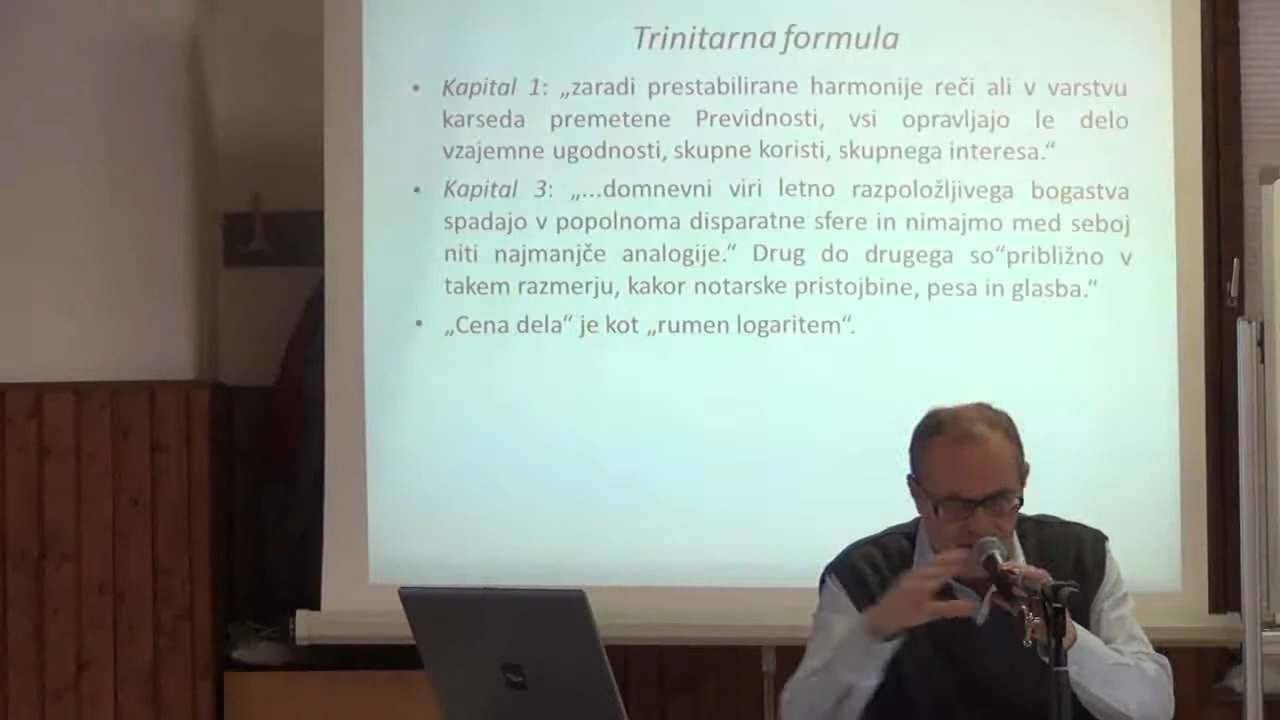 Trinitarna formula
• Kapital 1: „zaradi prestabilirane harmonije reči ali v varstvu
karseda premetene Previdnosti, vsi opravljajo le delo
vzajemne ugodnosti, skupne koristi, skupnega interesa.“
• Kapital 3: „...domnevni viri letno razpoložljivega bogastva
spadajo v popolnoma disparatne sfere in nimajmo med seboj
niti najmanjče analogije.“ Drug do drugega so“približno v
takem razmerju, kakor notarske pristojbine, pesa in glasba.“
• „Cena dela“ je kot „rumen logaritem“.